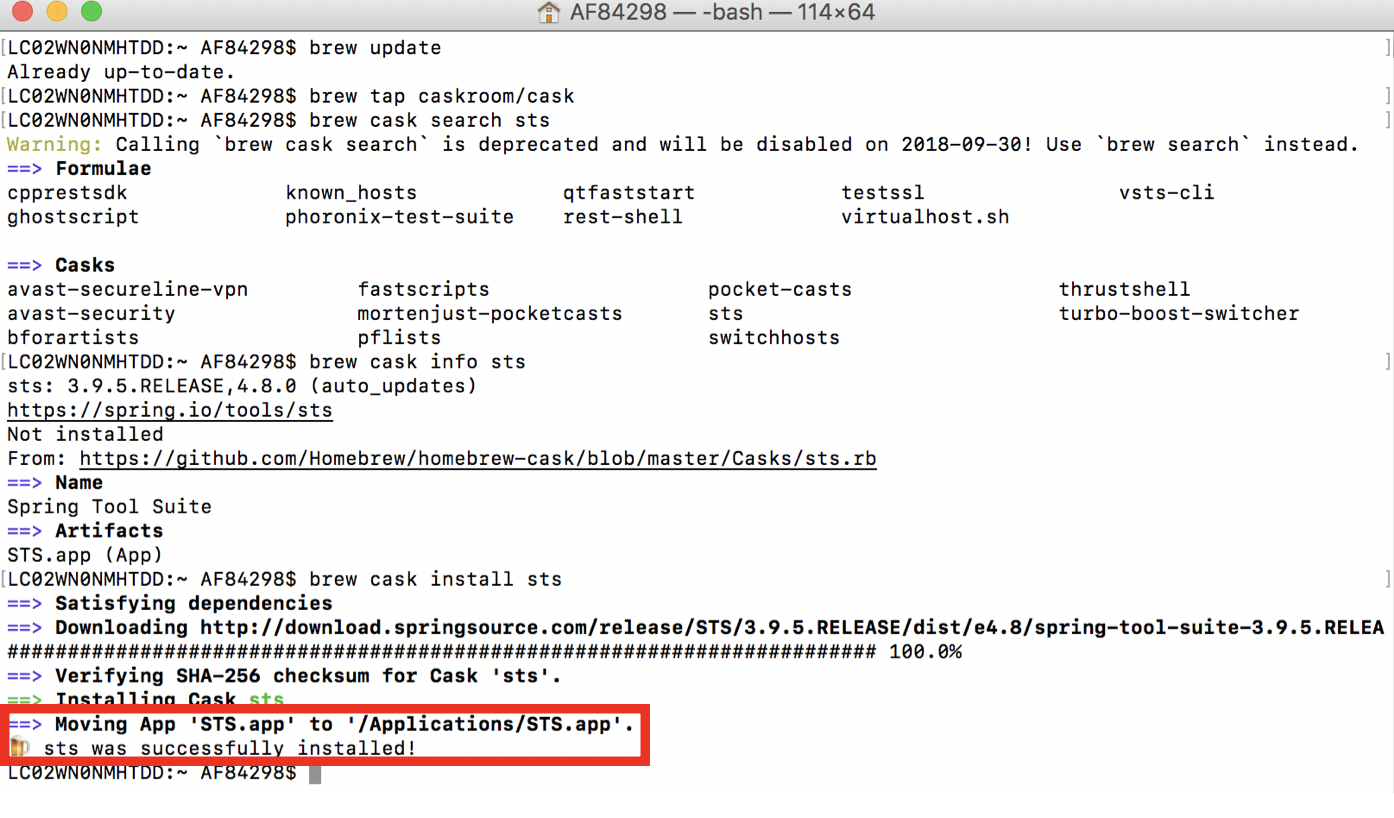 AF84298 — -bash — 114×64
[LC02WN0NMHTDD:~ AF84298$ brew update ]
Already up-to-date.
[LC02WN0NMHTDD:~ AF84298$ brew tap caskroom/cask ]
[LC02WN0NMHTDD:~ AF84298$ brew cask search sts ]
Warning: Calling `brew cask search` is deprecated and will be disabled on 2018-09-30! Use `brew search` instead.
==> Formulae
cpprestsdk known_hosts qtfaststart testssl vsts-cli
ghostscript phoronix-test-suite rest-shell virtualhost.sh
==> Casks
avast-secureline-vpn fastscripts pocket-casts thrustshell
avast-security mortenjust-pocketcasts sts turbo-boost-switcher
bforartists pflists switchhosts
[LC02WN0NMHTDD:~ AF84298$ brew cask info sts ]
sts: 3.9.5.RELEASE,4.8.0 (auto_updates)
https://spring.io/tools/sts
Not installed
From: https://github.com/Homebrew/homebrew-cask/blob/master/Casks/sts.rb
==> Name
Spring Tool Suite
==> Artifacts
STS.app (App)
[LC02WN0NMHTDD:~ AF84298$ brew cask install sts ]
==> Satisfying dependencies
==> Downloading http://download.springsource.com/release/STS/3.9.5.RELEASE/dist/e4.8/spring-tool-suite-3.9.5.RELEA
######################################################################## 100.0%
==> Verifying SHA-256 checksum for Cask 'sts'.
==> Installing Cask sts
==> Moving App 'STS.app' to '/Applications/STS.app'.
🍺 sts was successfully installed!
LC02WN0NMHTDD:~ AF84298$